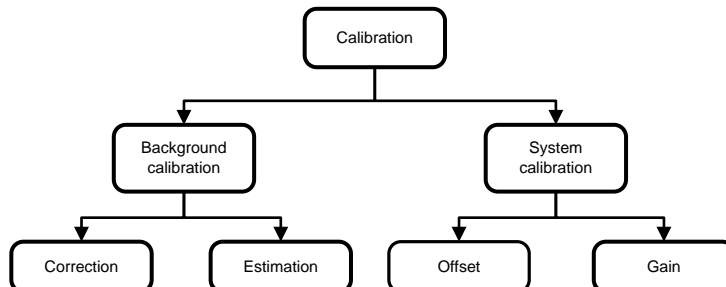 Calibration
Background
calibration
System
calibration
Correction
Estimation
Offset
Gain